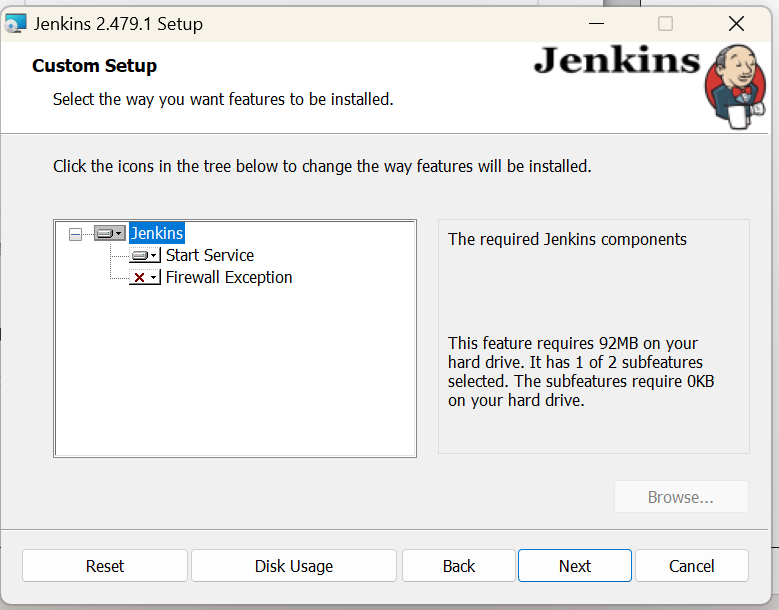 Jenkins 2.479.1 Setup
Custom Setup
Jenkins
Select the way you want features to be installed.
Click the icons in the tree below to change the way features will be installed.
Jenkins
Start Service
Firewall Exception
The required Jenkins components
This feature requires 92MB on your
hard drive. It has 1 of 2 subfeatures
selected. The subfeatures require 0KB
on your hard drive.
Browse...
Reset
Disk Usage
Back
Next
Cancel